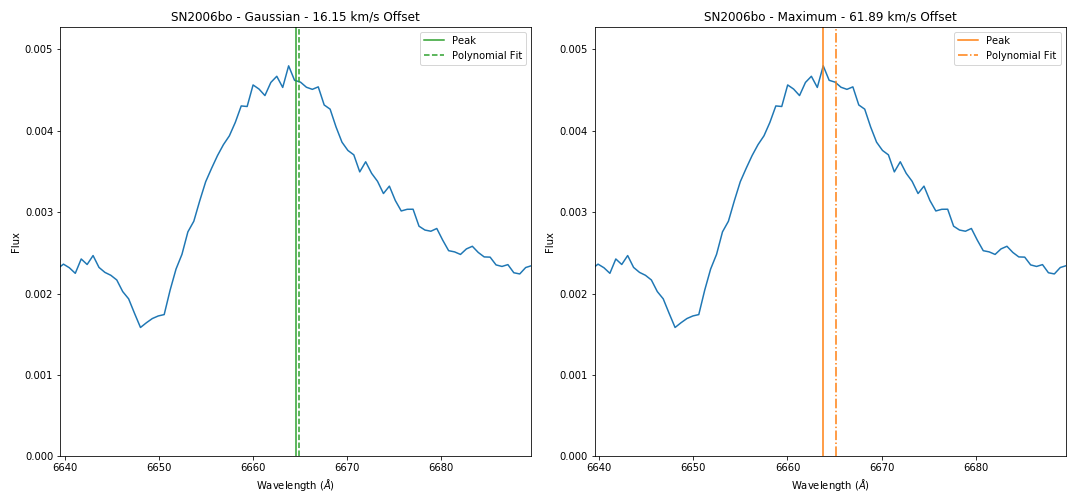 SN2006bo - Gaussian - 16.15 km/s Offset
Peak
Polynomial Fit
0.005
0.004
0.003
0.002
0.001
0.000
Flux
6640 6650 6660 6670 6680
Wavelength (Å)
SN2006bo - Maximum - 61.89 km/s Offset
Peak
Polynomial Fit
0.005
0.004
0.003
0.002
0.001
0.000
Flux
6640 6650 6660 6670 6680
Wavelength (Å)